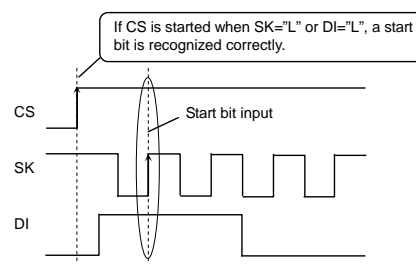 If CS is started when SK="L" or DI="L", a start
bit is recognized correctly.
CS
Start bit input
SK
DI